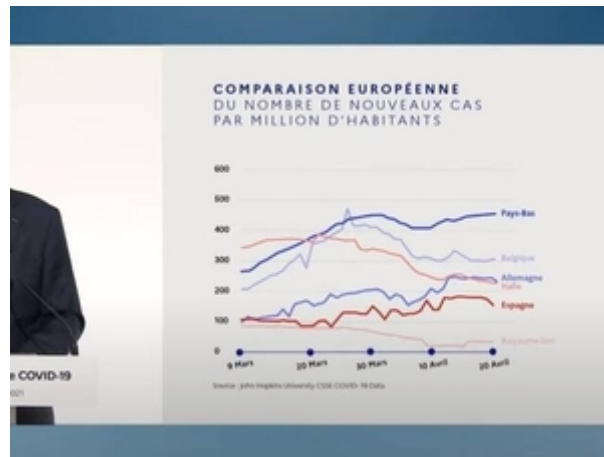 COMPARAISON EUROPÉENNE
DU NOMBRE DE NOUVEAUX CAS
PAR MILLION D'HABITANTS
600
500
400
300
200
100
0
Pays-Bas
Belgique
Allemagne
Italie
Espagne
Royaume-Uni
9 Mars
20 Mars
30 Mars
10 Avril
20 Avril
Source : John Hopkins University CSSE COVID-19 Data
e COVID-19
2021